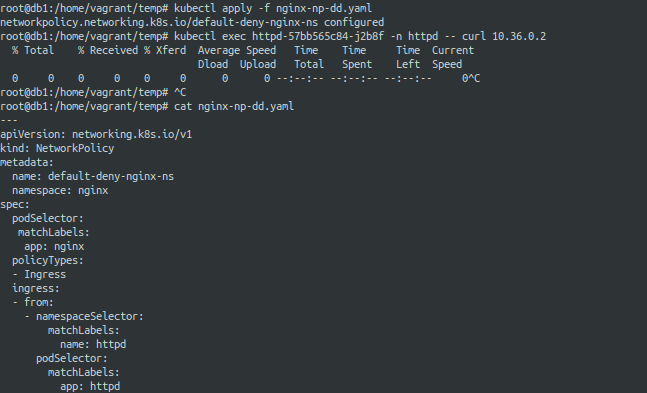 root@db1:/home/vagrant/temp# kubectl apply -f nginx-np-dd.yaml
networkpolicy.networking.k8s.io/default-deny-nginx-ns configured
root@db1:/home/vagrant/temp# kubectl exec httpd-57bb565c84-j2b8f -n httpd -- curl 10.36.0.2
  % Total    % Received % Xferd  Average Speed   Time    Time     Time  Current
                                 Dload  Upload   Total   Spent    Left  Speed
  0     0    0     0    0     0      0      0 --:--:-- --:--:-- --:--:--     0^C
root@db1:/home/vagrant/temp# ^C
root@db1:/home/vagrant/temp# cat nginx-np-dd.yaml
---
apiVersion: networking.k8s.io/v1
kind: NetworkPolicy
metadata:
  name: default-deny-nginx-ns
  namespace: nginx
spec:
  podSelector:
   matchLabels:
    app: nginx
  policyTypes:
  - Ingress
  ingress:
  - from:
    - namespaceSelector:
        matchLabels:
          name: httpd
      podSelector:
        matchLabels:
          app: httpd